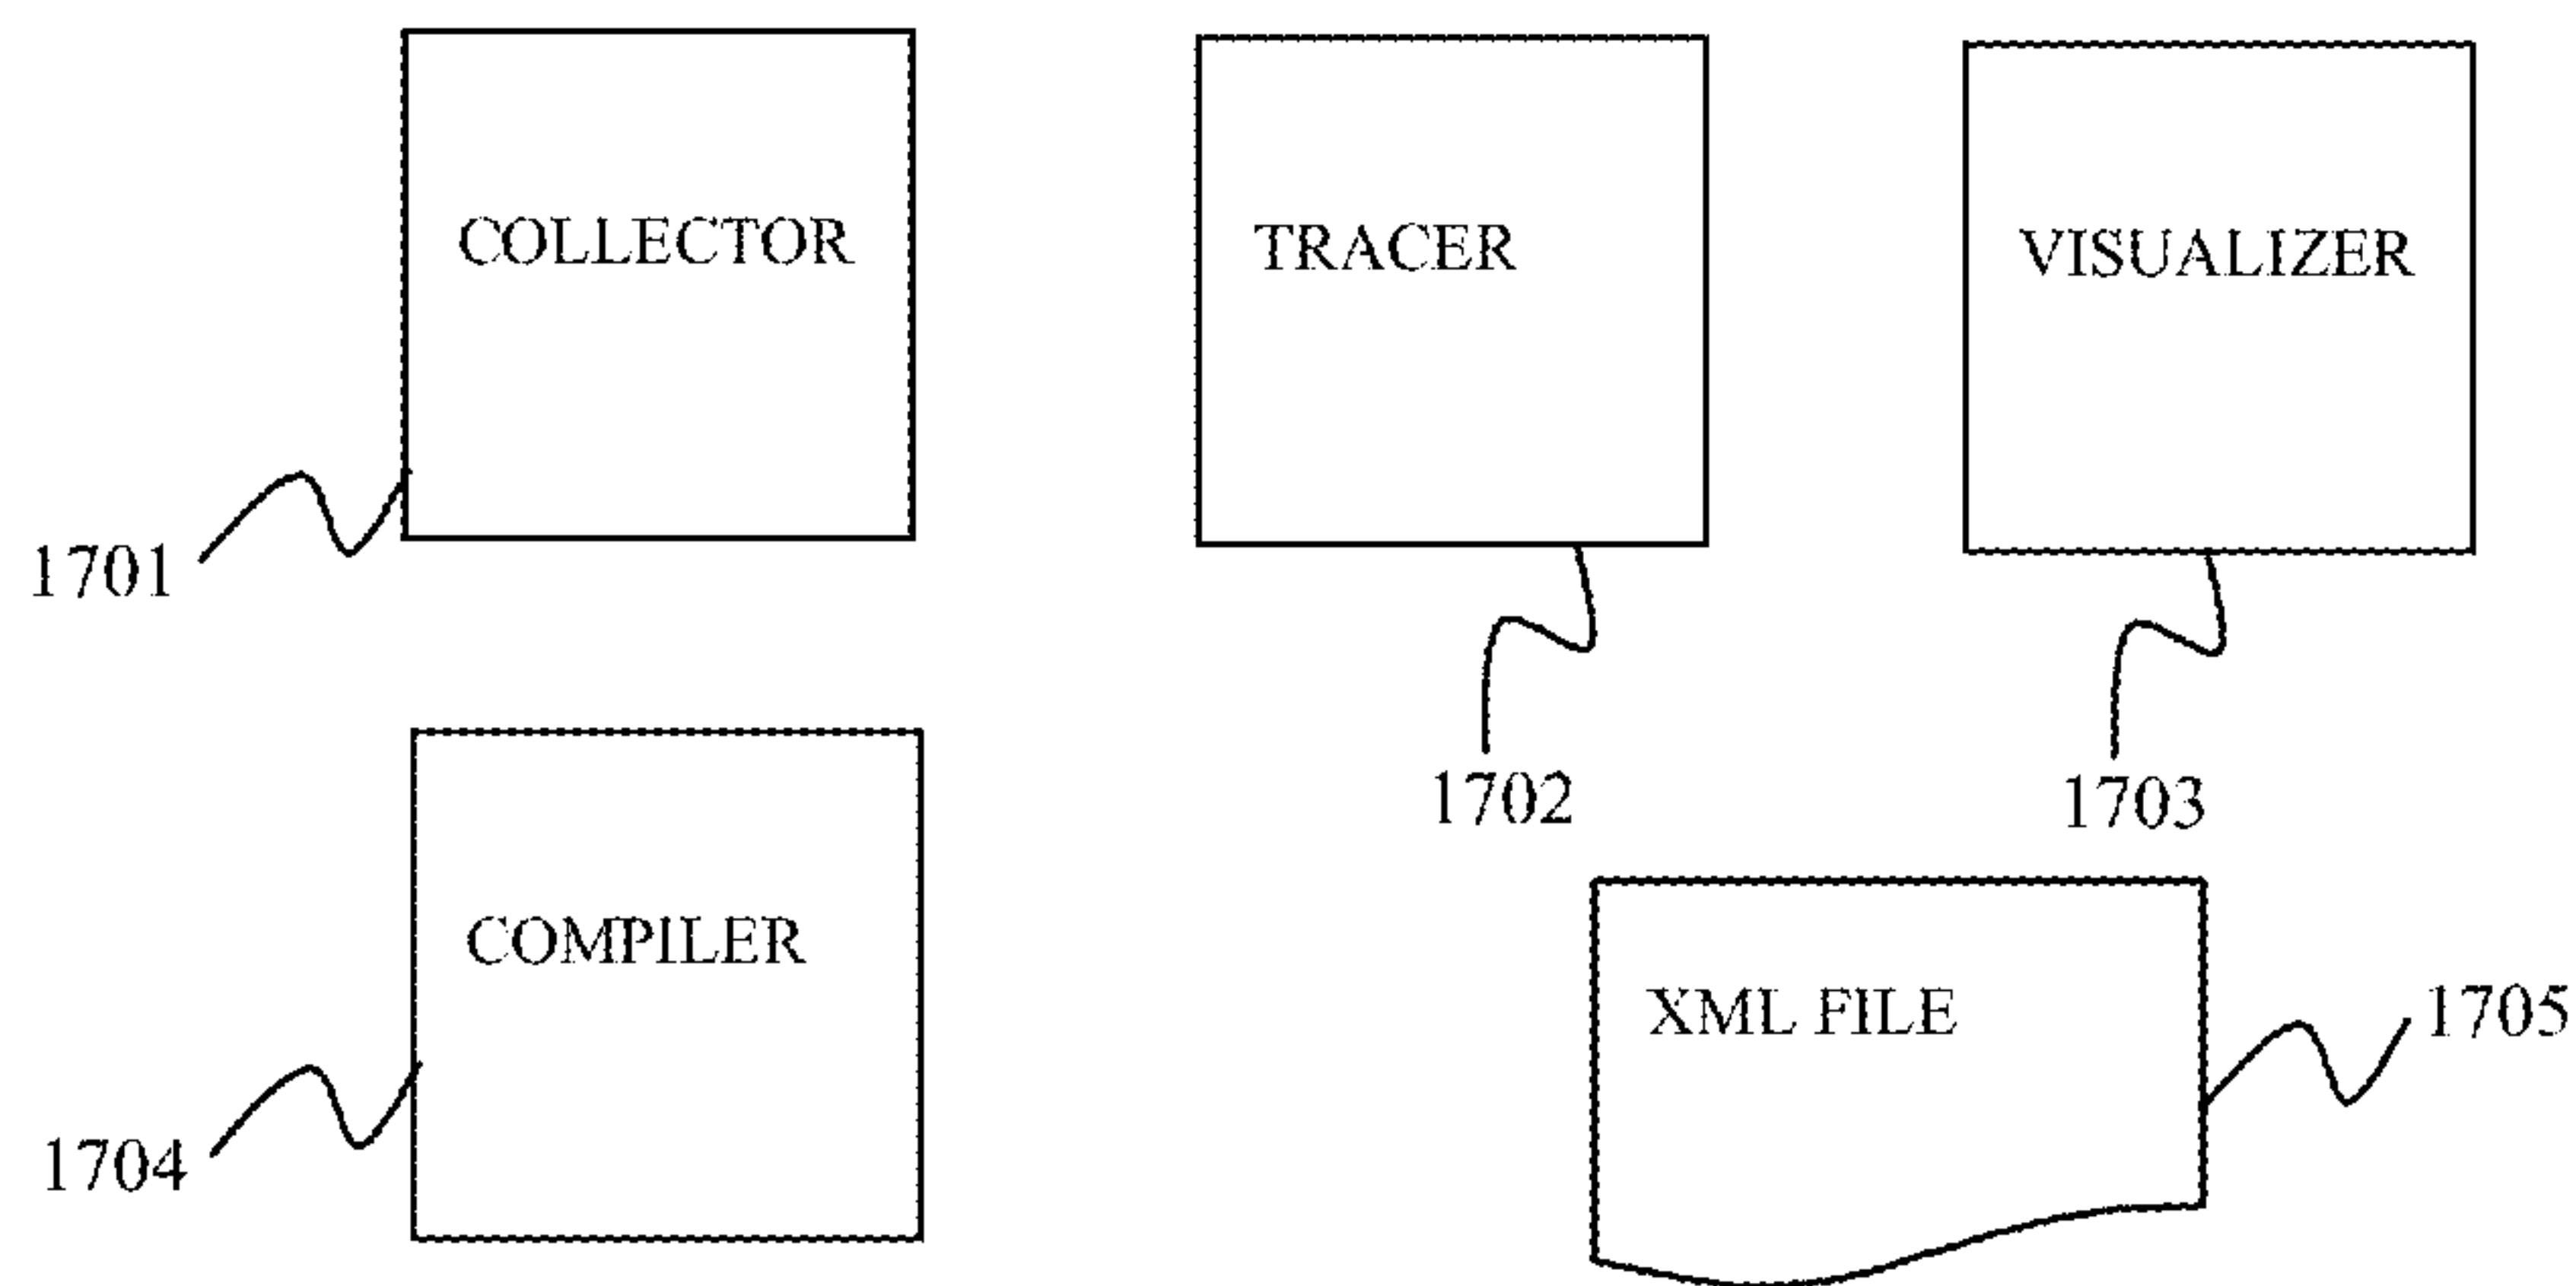 COLLECTOR
TRACER
VISUALIZER
1701
1702
1703
COMPILER
XML FILE
1705
1704